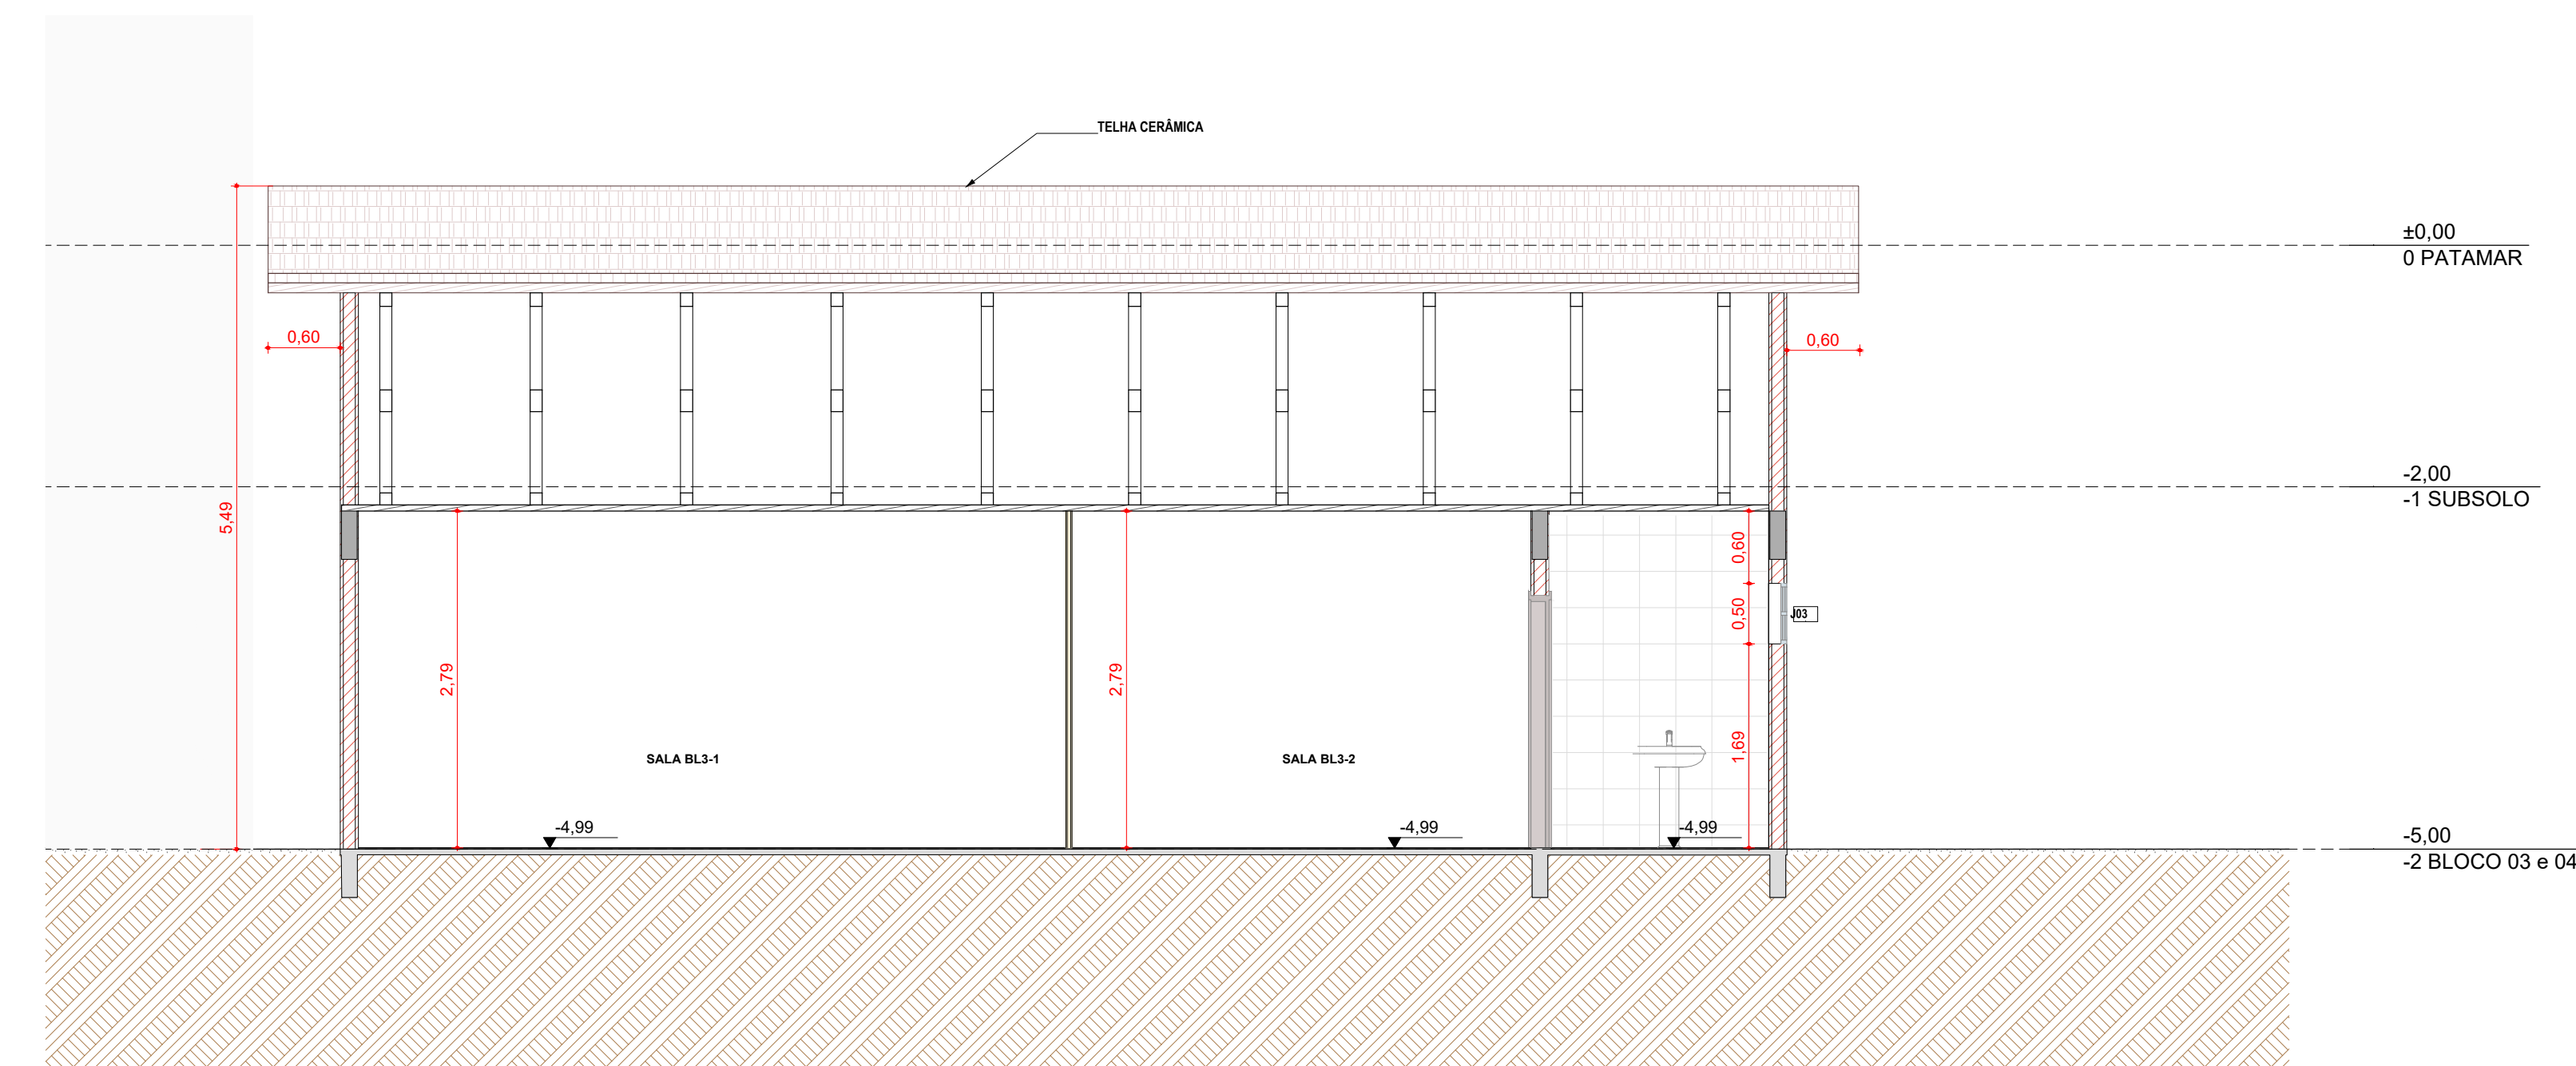 TELHA CERÂMICA
±0,00
0 PATAMAR
0,60
0,60
-2,00
-1 SUBSOLO
5,49
0,60
0,50
J03
2,79
2,79
1,69
SALA BL3-1
SALA BL3-2
-4,99
-4,99
-4,99
-5,00
-2 BLOCO 03 e 04